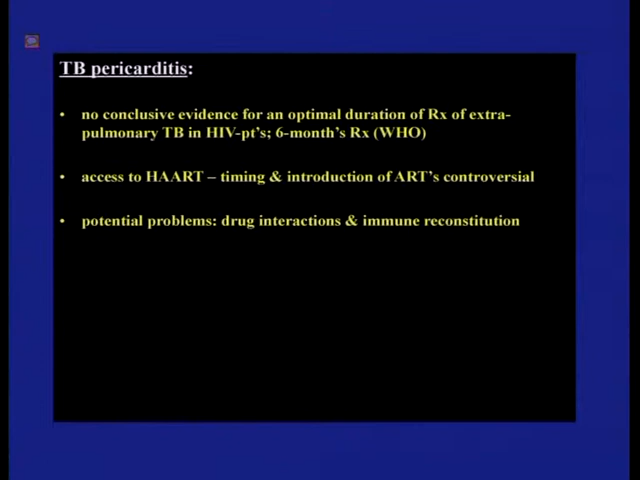 TB pericarditis:
• no conclusive evidence for an optimal duration of Rx of extra-
pulmonary TB in HIV-pt's; 6-month's Rx (WHO)
• access to HAART – timing & introduction of ART's controversial
• potential problems: drug interactions & immune reconstitution